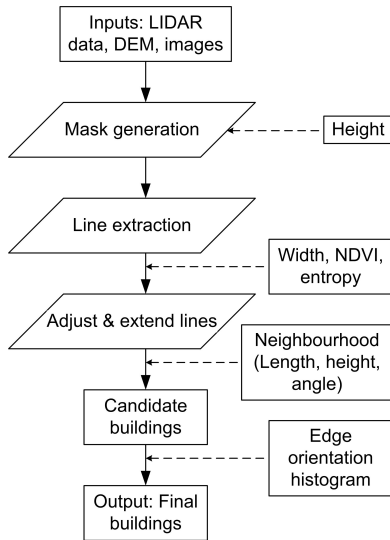 Inputs: LIDAR
data, DEM, images
Mask generation
Height
Line extraction
Width, NDVI,
entropy
Adjust & extend lines
Neighbourhood
(Length, height,
angle)
Candidate
buildings
Edge
orientation
histogram
Output: Final
buildings